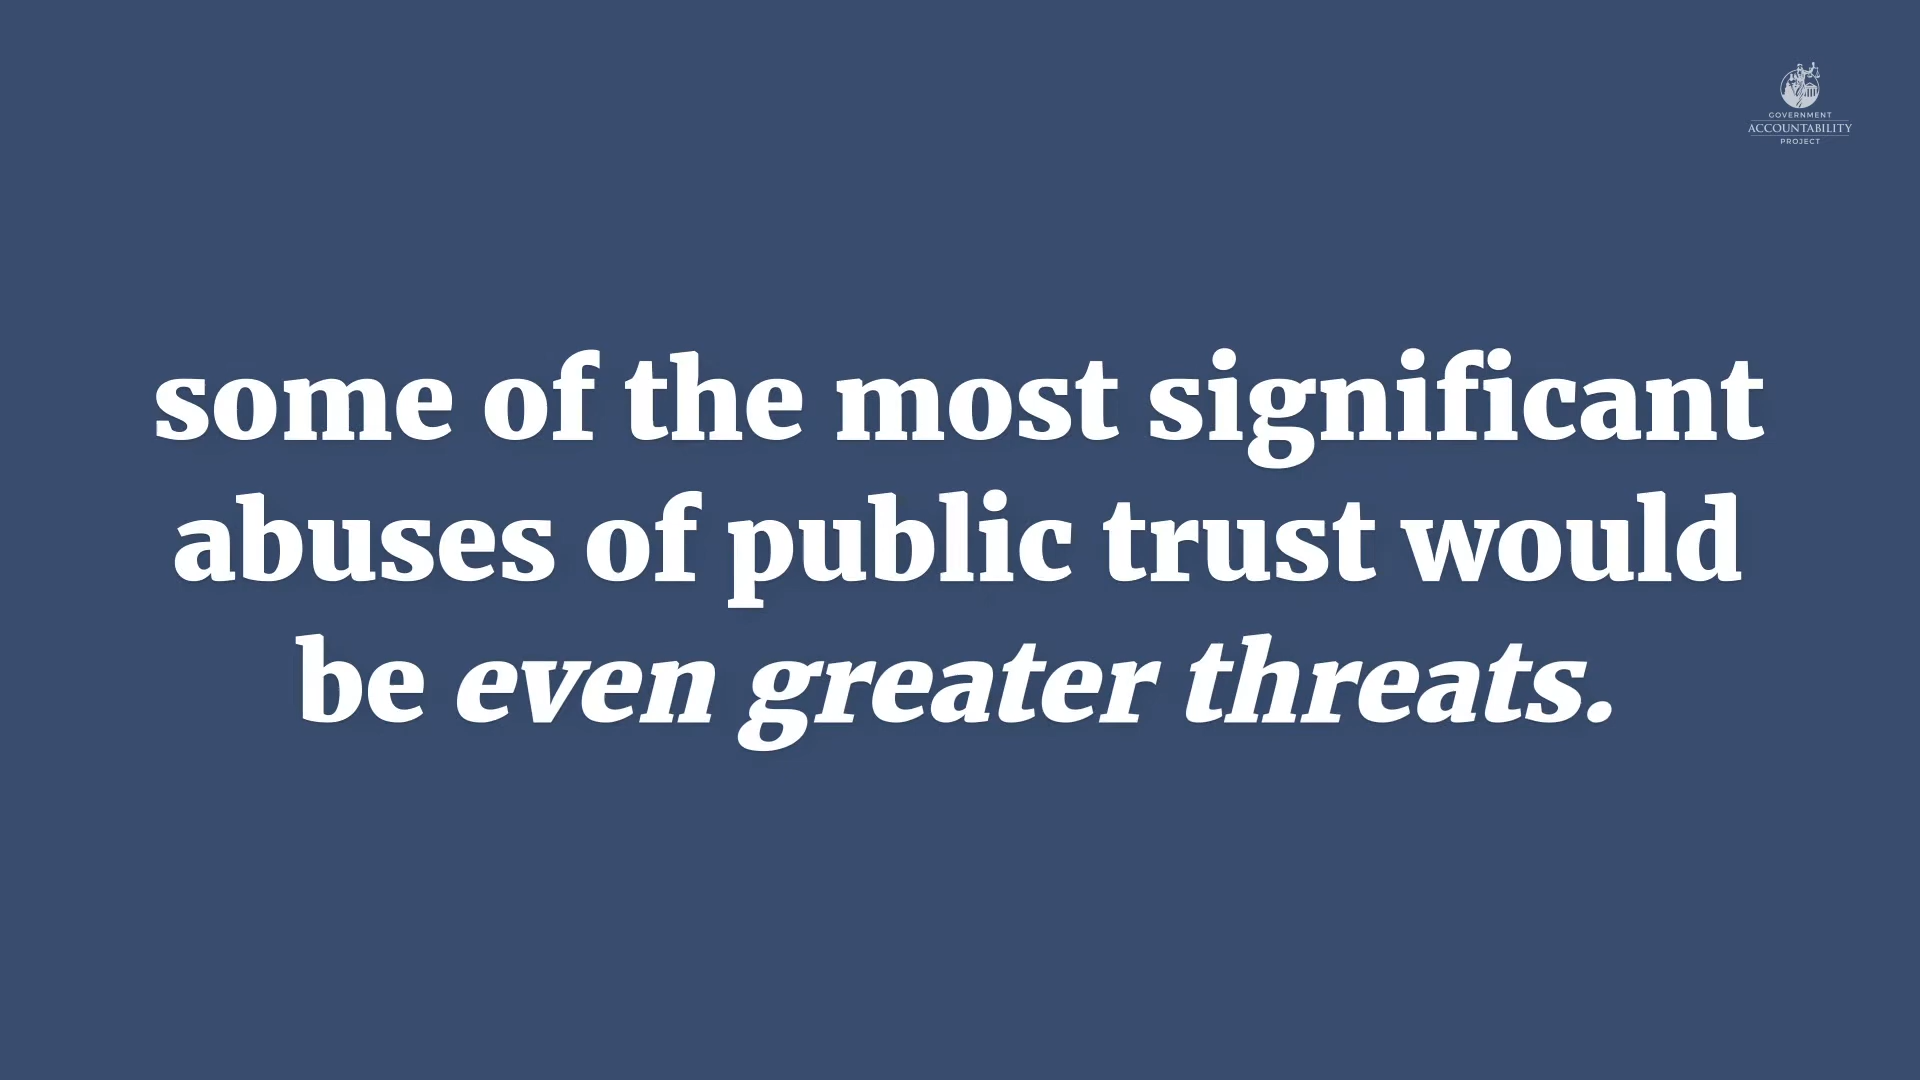 GOVERNMENT
ACCOUNTABILITY
PROJECT
some of the most significant
abuses of public trust would
be even greater threats.